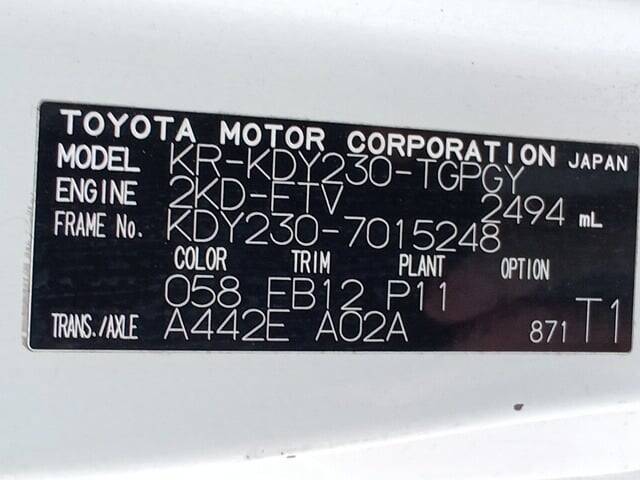 TOYOTA MOTOR CORPORATION JAPAN
MODEL KR-KDY230-TGPGY
ENGINE 2KD-FTV 2494 mL
FRAME No. KDY230-7015248
COLOR TRIM PLANT OPTION
058 FB12 P11
TRANS./AXLE A442E A02A 871 T1